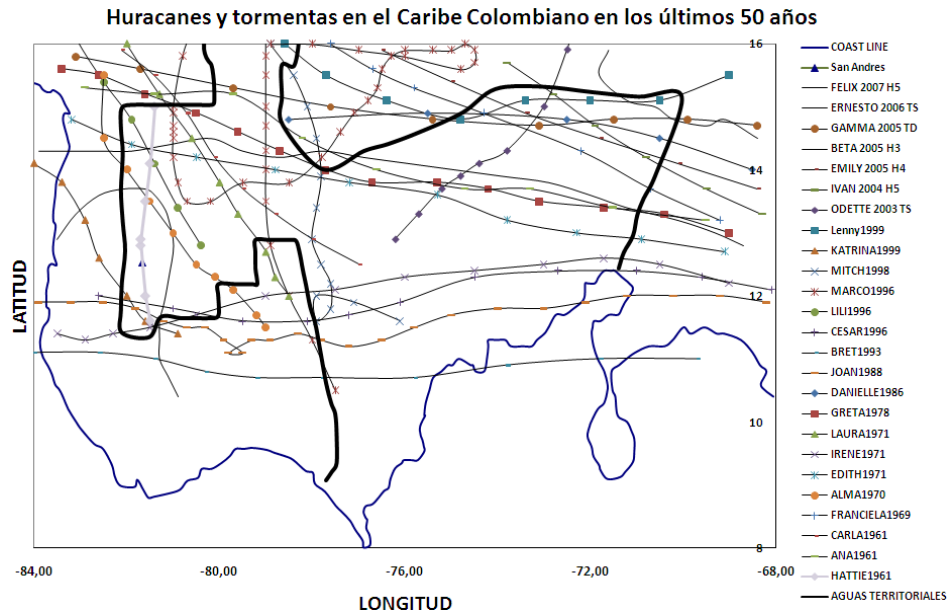 Huracanes y tormentas en el Caribe Colombiano en los últimos 50 años
LATITUD
16
14
12
10
8
-84,00
-80,00
-76,00
-72,00
-68,00
LONGITUD
COAST LINE
San Andres
FELIX 2007 H5
ERNESTO 2006 TS
GAMMA 2005 TD
BETA 2005 H3
EMILY 2005 H4
IVAN 2004 H5
ODETTE 2003 TS
Lenny1999
KATRINA1999
MITCH1998
MARCO1996
LILI1996
CESAR1996
BRET1993
JOAN1988
DANIELLE1986
GRETA1978
LAURA1971
IRENE1971
EDITH1971
ALMA1970
FRANCIELA1969
CARLA1961
ANA1961
HATTIE1961
AGUAS TERRITORIALES